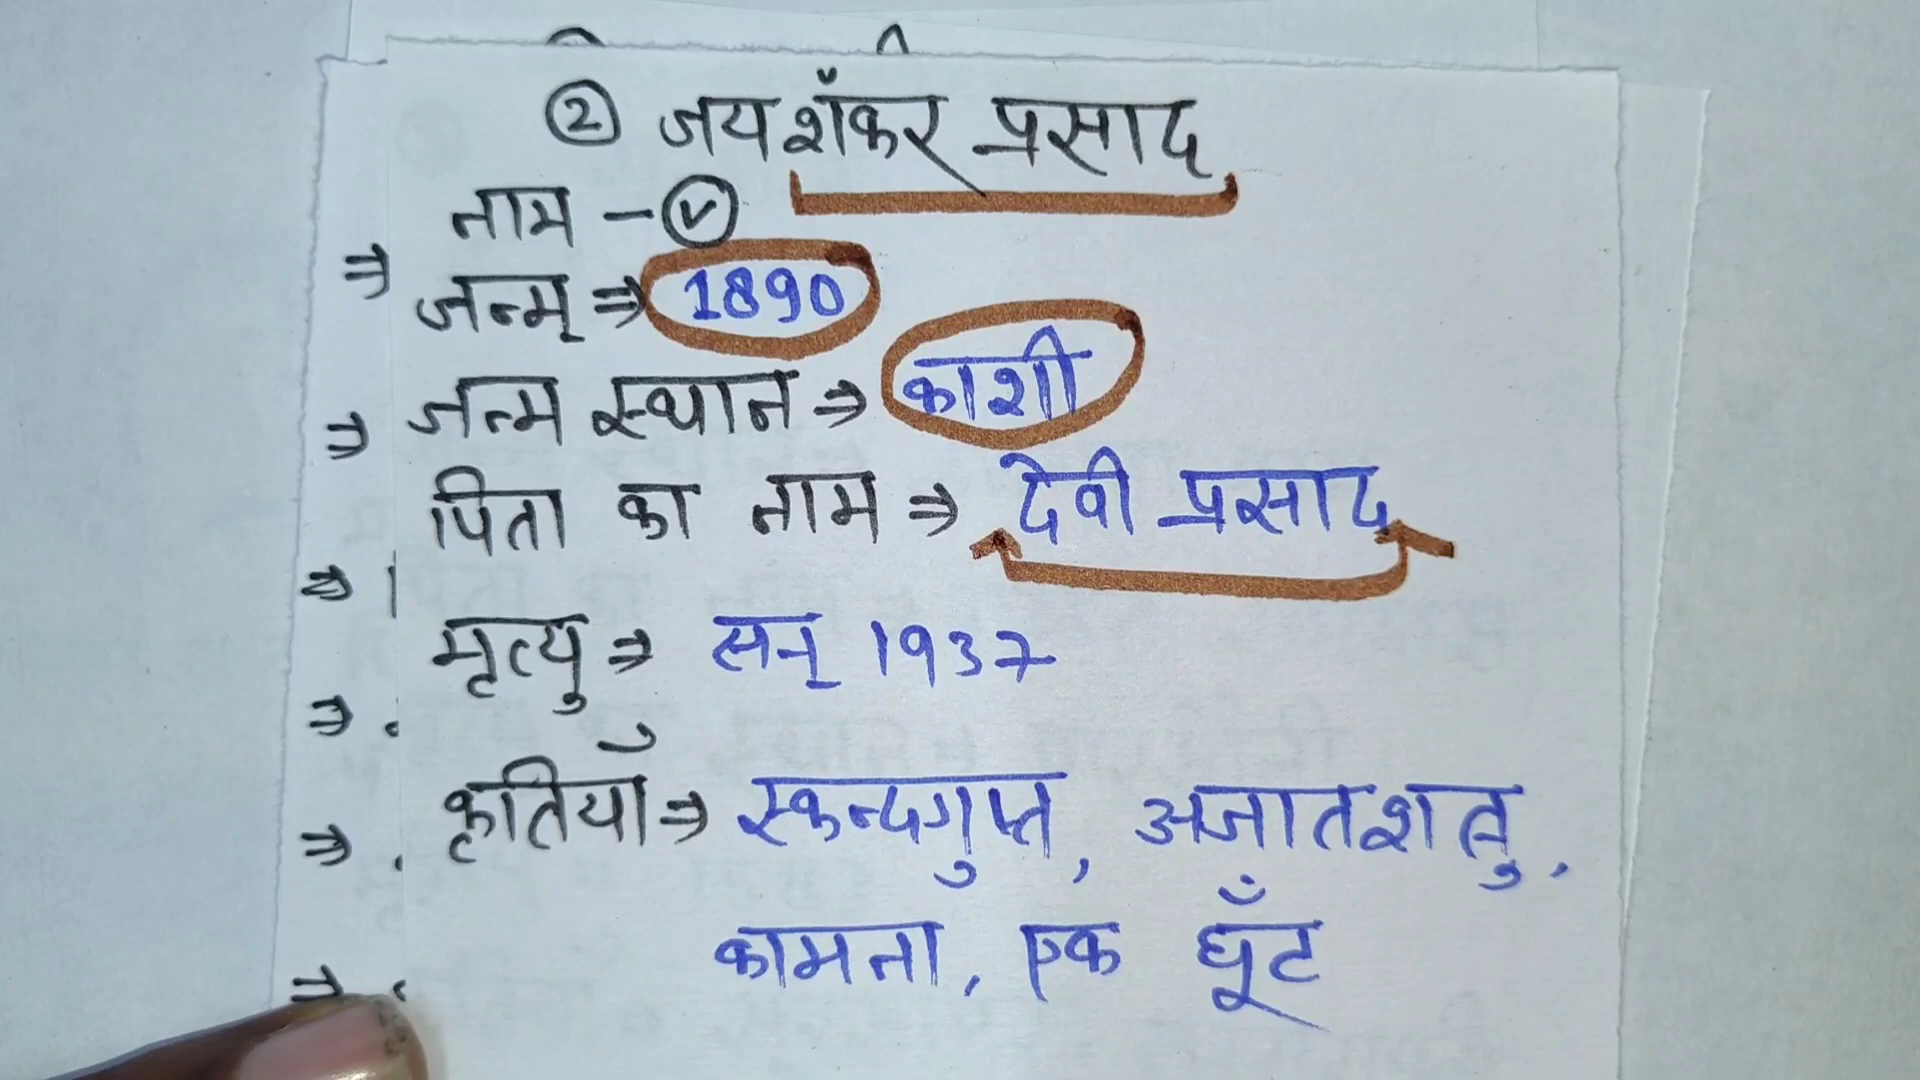 ② जयशंकर प्रसाद
नाम - ✓
जन्म ⇒ 1890
जन्म स्थान ⇒ काशी
पिता का नाम ⇒ देवी प्रसाद
मृत्यु ⇒ सन् 1937
कृतियाँ ⇒ स्कन्दगुप्त, अजातशत्रु,
कामना, एक घूँट